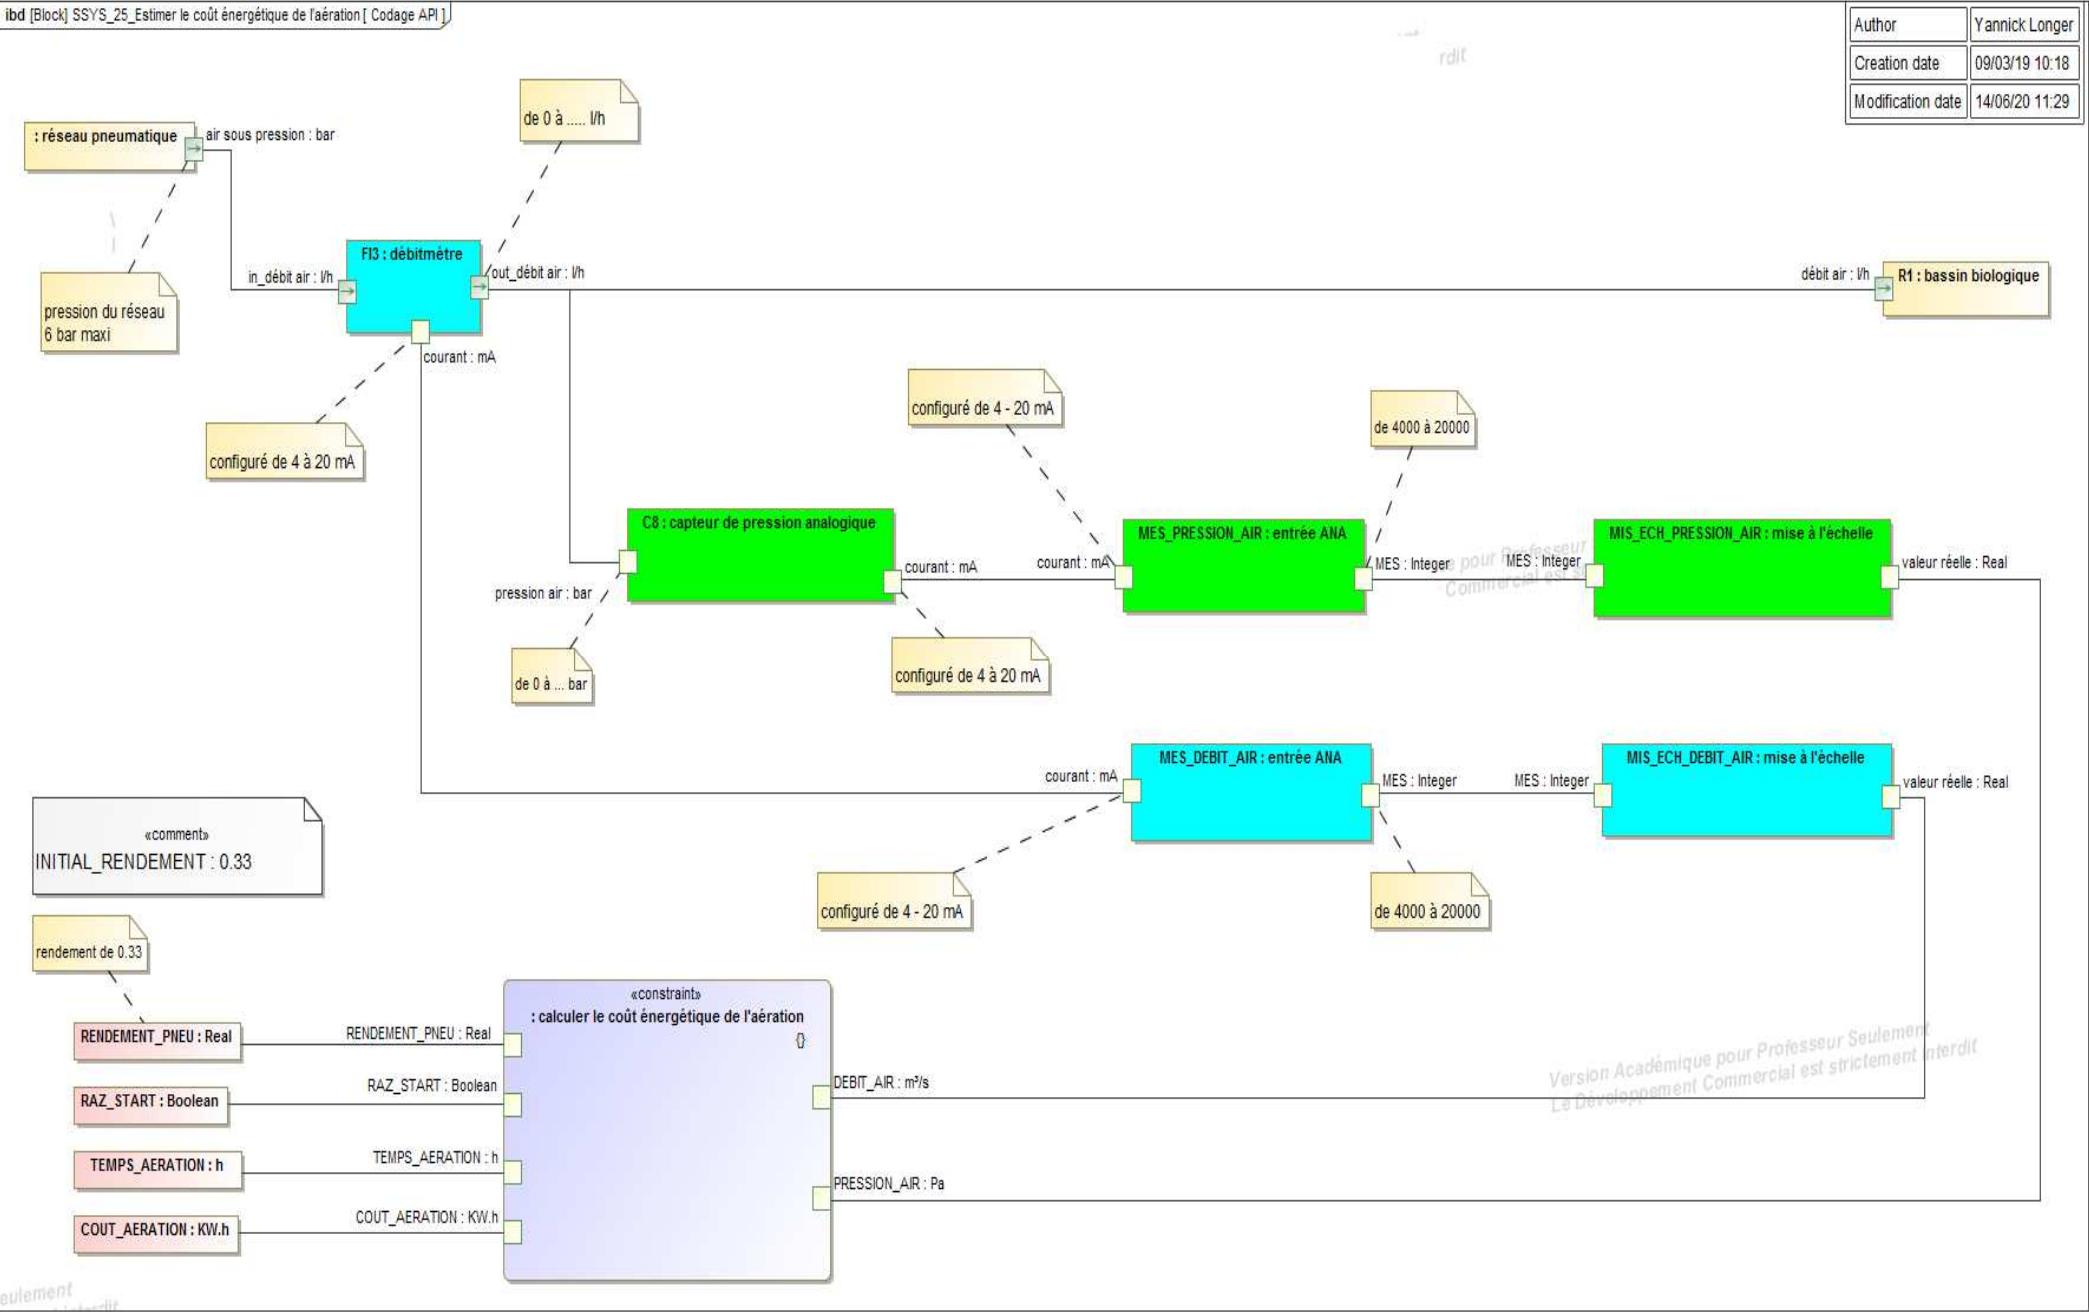 ibd [Block] SSYS_25_Estimer le coût énergétique de l'aération [ Codage API ]
Author Yannick Longer
Creation date 09/03/19 10:18
Modification date 14/06/20 11:29
rdit
de 0 à ..... l/h
: réseau pneumatique
air sous pression : bar
FI3 : débitmètre
in_débit air : l/h
out_débit air : l/h
débit air : l/h
R1 : bassin biologique
pression du réseau
6 bar maxi
courant : mA
configuré de 4 à 20 mA
configuré de 4 - 20 mA
de 4000 à 20000
C8 : capteur de pression analogique
MES_PRESSION_AIR : entrée ANA
MIS_ECH_PRESSION_AIR : mise à l'échelle
pression air : bar
courant : mA
courant : mA
MES : Integer
MES : Integer
valeur réelle : Real
e pour Professeur
Commercial est s
de 0 à ... bar
configuré de 4 à 20 mA
MES_DEBIT_AIR : entrée ANA
MIS_ECH_DEBIT_AIR : mise à l'échelle
courant : mA
MES : Integer
MES : Integer
valeur réelle : Real
«comment»
INITIAL_RENDEMENT : 0.33
configuré de 4 - 20 mA
de 4000 à 20000
rendement de 0.33
«constraint»
: calculer le coût énergétique de l'aération
{}
RENDEMENT_PNEU : Real
RENDEMENT_PNEU : Real
RAZ_START : Boolean
RAZ_START : Boolean
DEBIT_AIR : m³/s
TEMPS_AERATION : h
TEMPS_AERATION : h
PRESSION_AIR : Pa
COUT_AERATION : KW.h
COUT_AERATION : KW.h
Version Académique pour Professeur Seulement
Le Développement Commercial est strictement Interdit
eulement